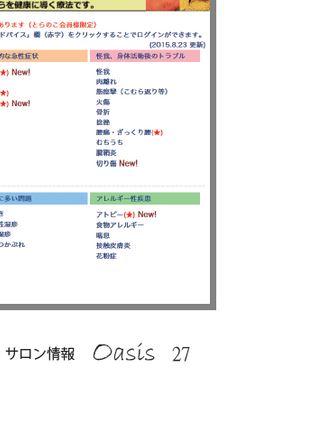 らを健康に導く療法です。
あります（とらのこ会員様限定）
ドバイス」欄（赤字）をクリックすることでログインができます。
(2015.8.23 更新)
的な急性症状
(★) New!
(★)
(★) New!
怪我、身体活動後のトラブル
怪我
肉離れ
筋痙攣（こむら返り等）
火傷
骨折
捻挫
腰痛・ぎっくり腰(★)
むちうち
腱鞘炎
切り傷 New!
に多い問題
き
性湿疹
湿疹
つかぶれ
アレルギー性疾患
アトピー(★) New!
食物アレルギー
喘息
接触皮膚炎
花粉症
サロン情報 Oasis 27